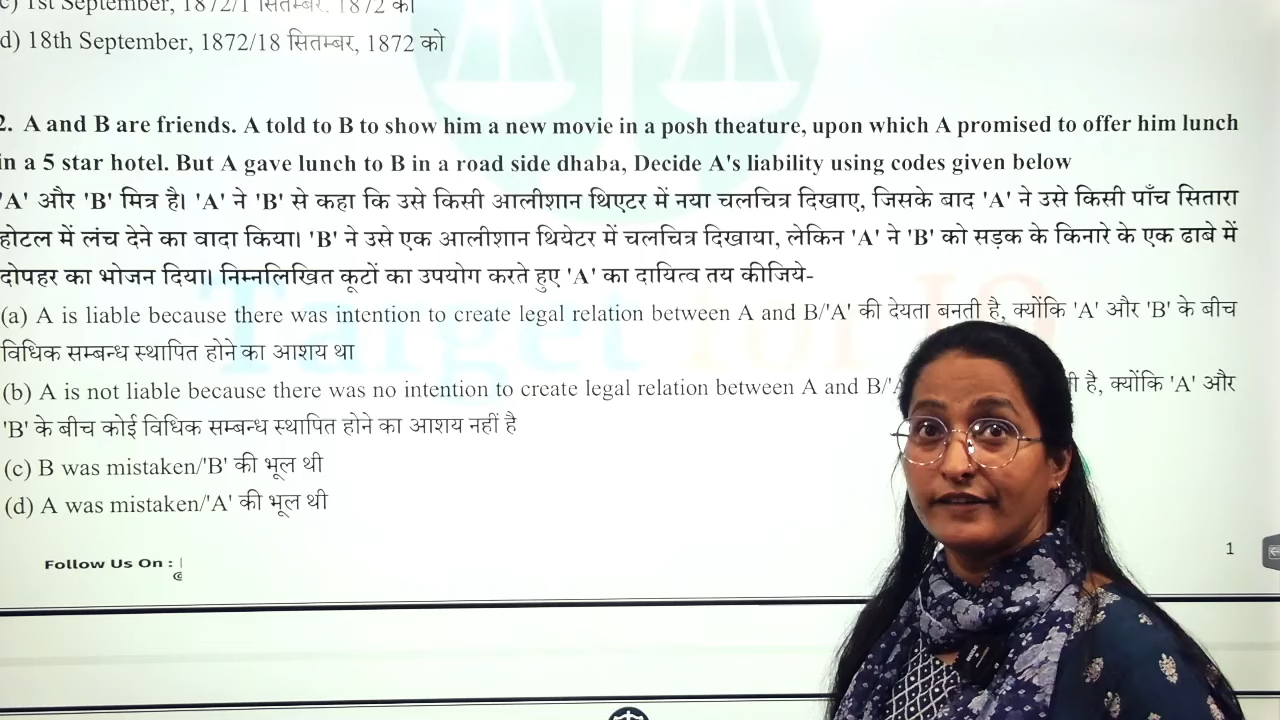 c) 1st September, 1872/1 सितम्बर, 1872 को
d) 18th September, 1872/18 सितम्बर, 1872 को
2. A and B are friends. A told to B to show him a new movie in a posh theature, upon which A promised to offer him lunch
in a 5 star hotel. But A gave lunch to B in a road side dhaba, Decide A's liability using codes given below
'A' और 'B' मित्र है। 'A' ने 'B' से कहा कि उसे किसी आलीशान थिएटर में नया चलचित्र दिखाए, जिसके बाद 'A' ने उसे किसी पाँच सितारा
होटल में लंच देने का वादा किया। 'B' ने उसे एक आलीशान थियेटर में चलचित्र दिखाया, लेकिन 'A' ने 'B' को सड़क के किनारे के एक ढाबे में
दोपहर का भोजन दिया। निम्नलिखित कूटों का उपयोग करते हुए 'A' का दायित्व तय कीजिये-
(a) A is liable because there was intention to create legal relation between A and B/'A' की देयता बनती है, क्योंकि 'A' और 'B' के बीच
विधिक सम्बन्ध स्थापित होने का आशय था
(b) A is not liable because there was no intention to create legal relation between A and B/'A है, क्योंकि 'A' और
'B' के बीच कोई विधिक सम्बन्ध स्थापित होने का आशय नहीं है
(c) B was mistaken/'B' की भूल थी
(d) A was mistaken/'A' की भूल थी
Target for JQ
1
Follow Us On :